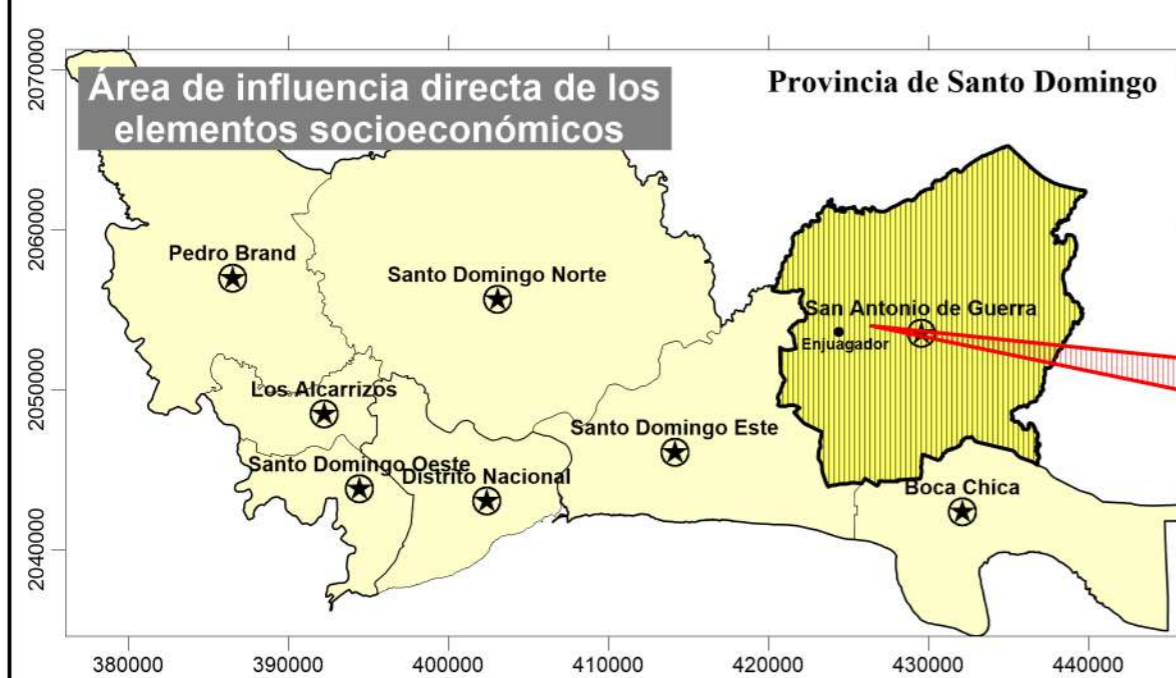 Área de influencia directa de los
elementos socioeconómicos
Provincia de Santo Domingo
2070000
2060000
2050000
2040000
Pedro Brand
Santo Domingo Norte
San Antonio de Guerra
Enjuagador
Los Alcarrizos
Santo Domingo Este
Santo Domingo Oeste
Distrito Nacional
Boca Chica
380000
390000
400000
410000
420000
430000
440000